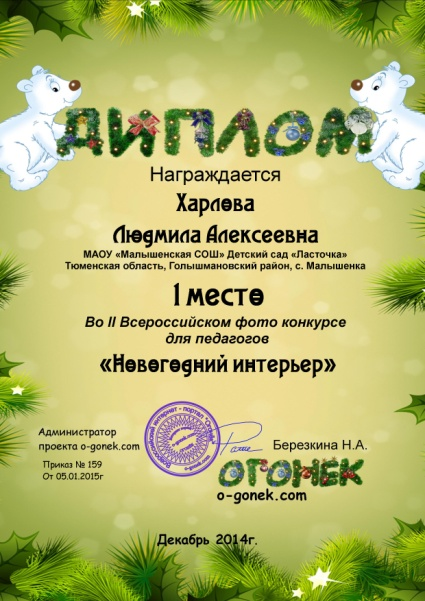 ДИПЛОМ
Награждается
Харлова
Людмила Алексеевна
МАОУ «Малышенская СОШ» Детский сад «Ласточка»
Тюменская область, Голышмановский район, с. Малышенка
1 место
Во II Всероссийском фото конкурсе
для педагогов
«Новогодний интерьер»
Администратор
проекта o-gonek.com
Березкина Н.А.
Приказ № 159
От 05.01.2015г
ОГОНЕК
o-gonek.com
Декабрь 2014г.